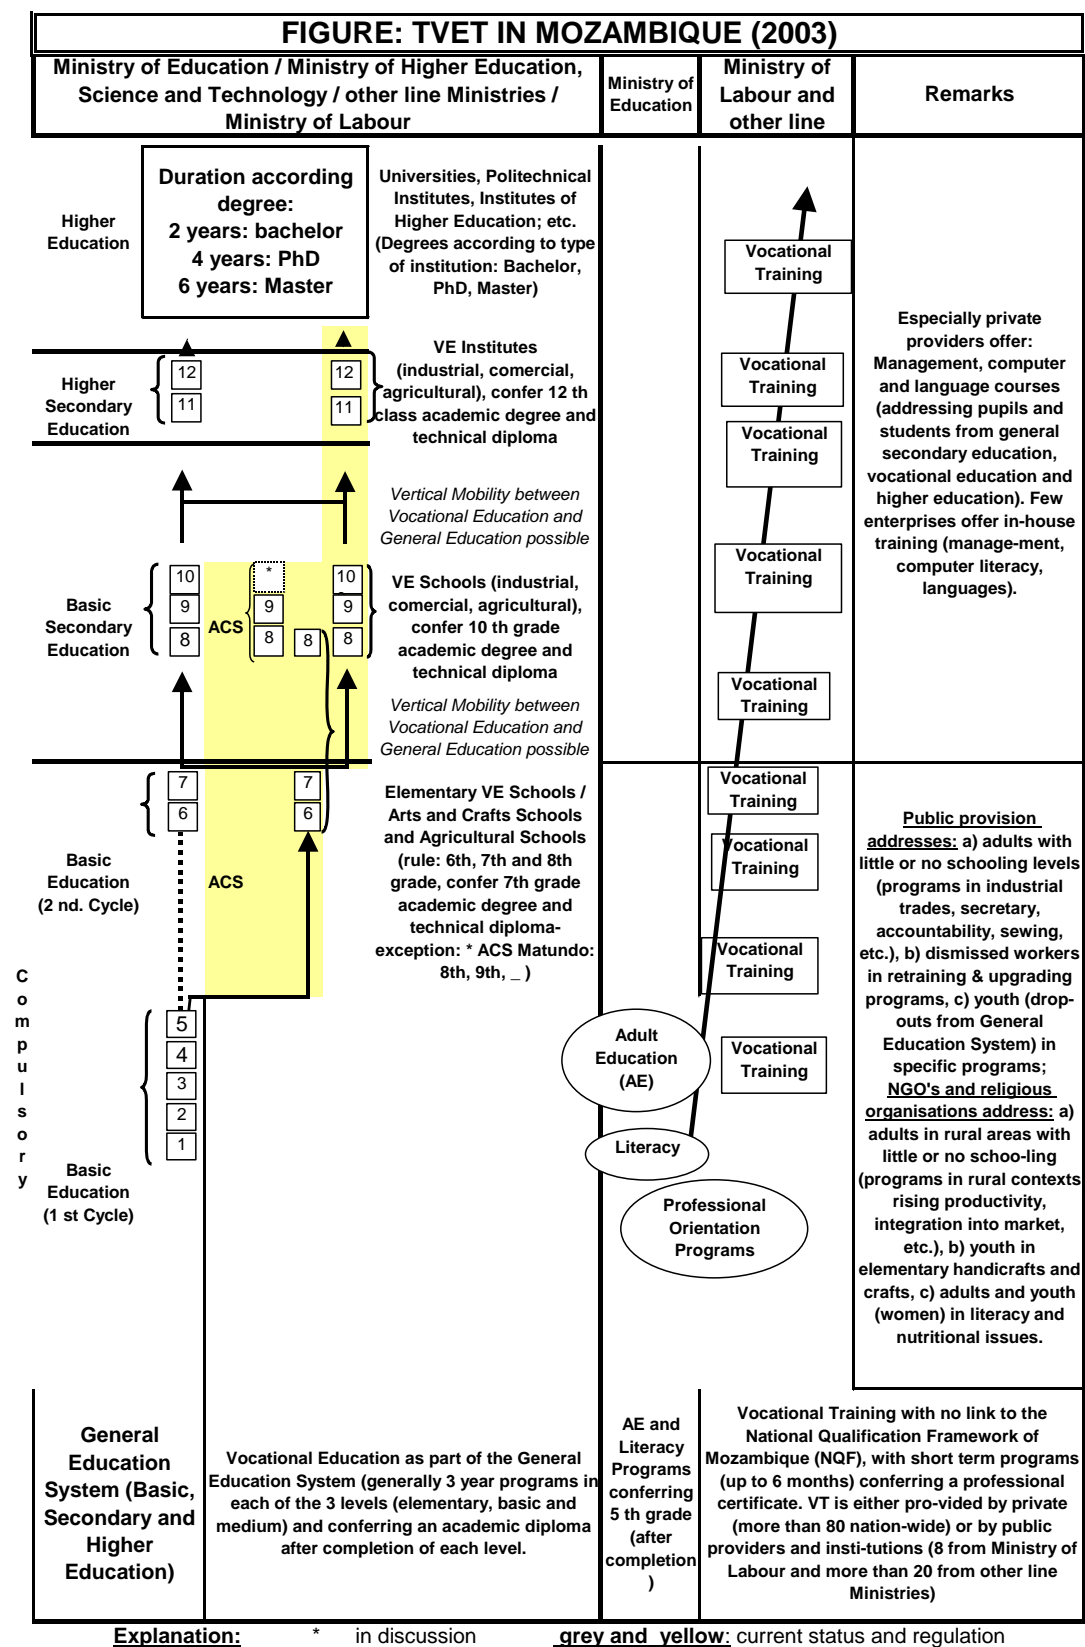 FIGURE: TVET IN MOZAMBIQUE (2003)
Ministry of Education / Ministry of Higher Education,
Science and Technology / other line Ministries /
Ministry of Labour
Ministry of
Education
Ministry of
Labour and
other line
Remarks
Higher
Education
Duration according
degree:
2 years: bachelor
4 years: PhD
6 years: Master
Universities, Politechnical
Institutes, Institutes of
Higher Education; etc.
(Degrees according to type
of institution: Bachelor,
PhD, Master)
Vocational
Training
Higher
Secondary
Education
12
11
12
11
VE Institutes
(industrial, comercial,
agricultural), confer 12 th
class academic degree and
technical diploma
Vocational
Training
Vocational
Training
Especially private
providers offer:
Management, computer
and language courses
(addressing pupils and
students from general
secondary education,
vocational education and
higher education). Few
enterprises offer in-house
training (manage-ment,
computer literacy,
languages).
Vertical Mobility between
Vocational Education and
General Education possible
Basic
Secondary
Education
10
9
8
ACS
*
9
8
8
10
9
8
VE Schools (industrial,
comercial, agricultural),
confer 10 th grade
academic degree and
technical diploma
Vocational
Training
Vertical Mobility between
Vocational Education and
General Education possible
Vocational
Training
Basic
Education
(2 nd. Cycle)
7
6
ACS
7
6
Elementary VE Schools /
Arts and Crafts Schools
and Agricultural Schools
(rule: 6th, 7th and 8th
grade, confer 7th grade
academic degree and
technical diploma-
exception: * ACS Matundo:
8th, 9th, _ )
Vocational
Training
Vocational
Training
Vocational
Training
Vocational
Training
Public provision
addresses: a) adults with
little or no schooling levels
(programs in industrial
trades, secretary,
accountability, sewing,
etc.), b) dismissed workers
in retraining & upgrading
programs, c) youth (drop-
outs from General
Education System) in
specific programs;
NGO's and religious
organisations address: a)
adults in rural areas with
little or no schoo-ling
(programs in rural contexts
rising productivity,
integration into market,
etc.), b) youth in
elementary handicrafts and
crafts, c) adults and youth
(women) in literacy and
nutritional issues.
C
o
m
p
u
l
s
o
r
y
5
4
3
2
1
Basic
Education
(1 st Cycle)
Adult
Education
(AE)
Literacy
Professional
Orientation
Programs
General
Education
System (Basic,
Secondary and
Higher
Education)
Vocational Education as part of the General
Education System (generally 3 year programs in
each of the 3 levels (elementary, basic and
medium) and conferring an academic diploma
after completion of each level.
AE and
Literacy
Programs
conferring
5 th grade
(after
completion
)
Vocational Training with no link to the
National Qualification Framework of
Mozambique (NQF), with short term programs
(up to 6 months) conferring a professional
certificate. VT is either pro-vided by private
(more than 80 nation-wide) or by public
providers and insti-tutions (8 from Ministry of
Labour and more than 20 from other line
Ministries)
Explanation: * in discussion grey and yellow: current status and regulation